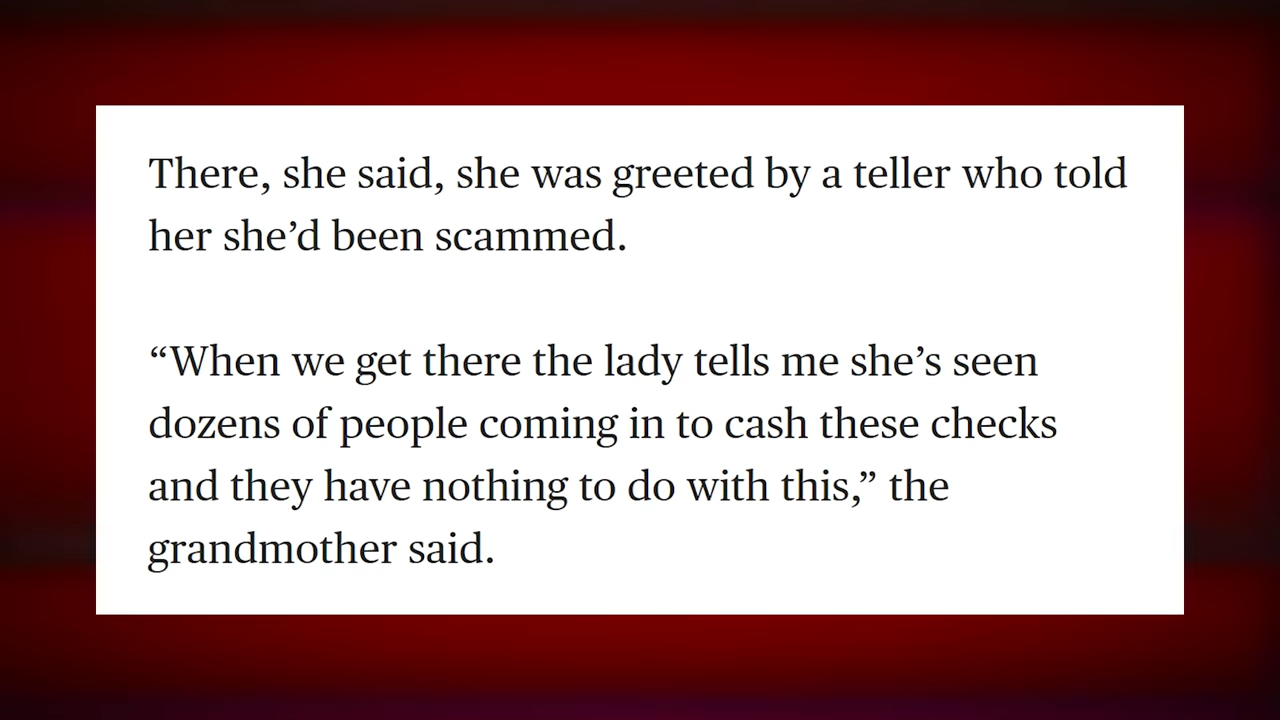 There, she said, she was greeted by a teller who told
her she’d been scammed.
“When we get there the lady tells me she’s seen
dozens of people coming in to cash these checks
and they have nothing to do with this,” the
grandmother said.